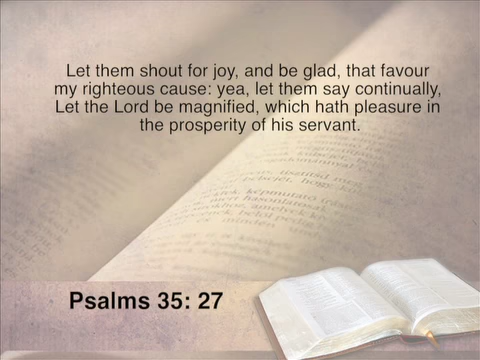 Let them shout for joy, and be glad, that favour
my righteous cause: yea, let them say continually,
Let the Lord be magnified, which hath pleasure in
the prosperity of his servant.
képmutató
Psalms 35: 27